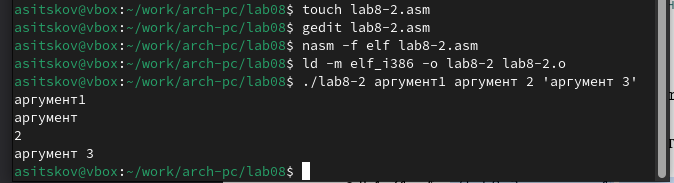 asitskov@vbox:~/work/arch-pc/lab08$ touch lab8-2.asm
asitskov@vbox:~/work/arch-pc/lab08$ gedit lab8-2.asm
asitskov@vbox:~/work/arch-pc/lab08$ nasm -f elf lab8-2.asm
asitskov@vbox:~/work/arch-pc/lab08$ ld -m elf_i386 -o lab8-2 lab8-2.o
asitskov@vbox:~/work/arch-pc/lab08$ ./lab8-2 аргумент1 аргумент 2 'аргумент 3'
аргумент1
аргумент
2
аргумент 3
asitskov@vbox:~/work/arch-pc/lab08$